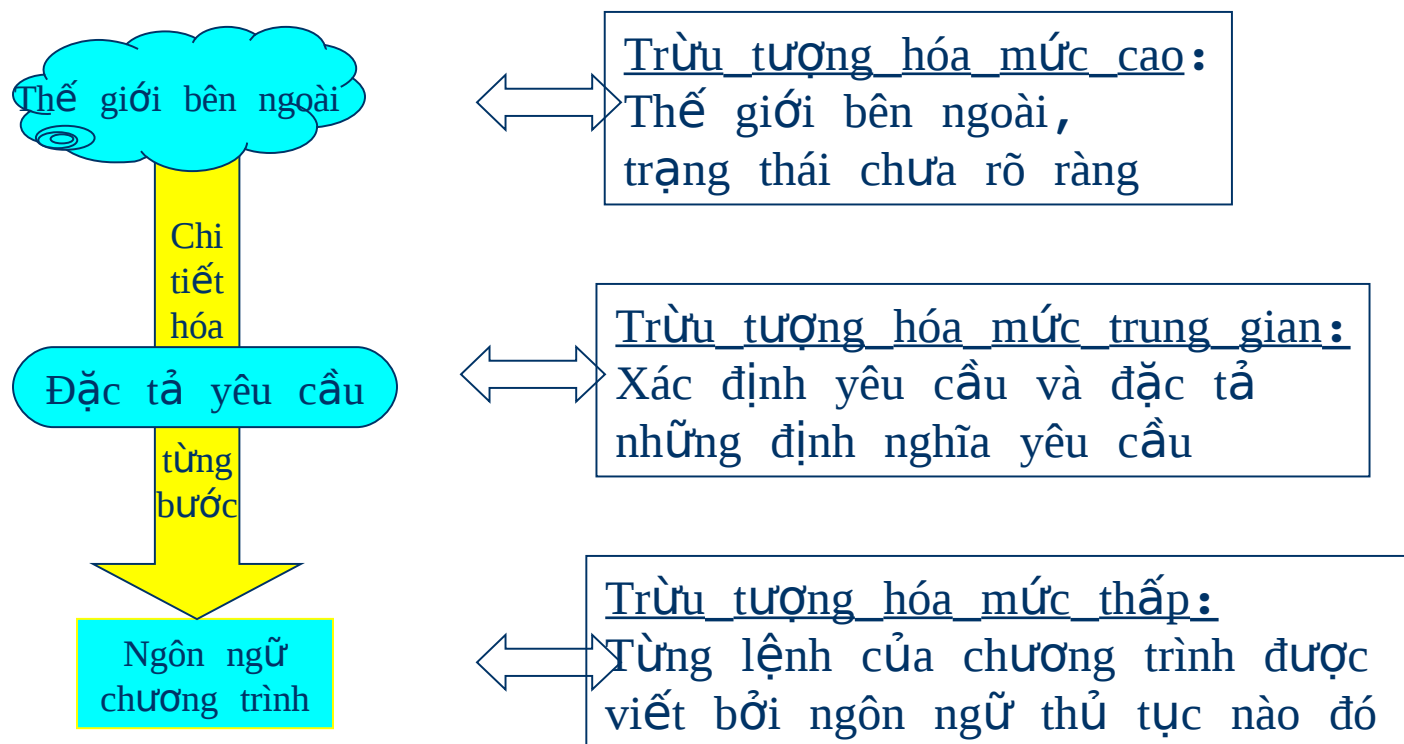 Thế giới bên ngoài
Chi
tiết
hóa
Đặc tả yêu cầu
từng
bước
Ngôn ngữ
chương trình
Trừu_tượng_hóa_mức_cao:
Thế giới bên ngoài,
trạng thái chưa rõ ràng
Trừu_tượng_hóa_mức_trung_gian:
Xác định yêu cầu và đặc tả
những định nghĩa yêu cầu
Trừu_tượng_hóa_mức_thấp:
Từng lệnh của chương trình được
viết bởi ngôn ngữ thủ tục nào đó